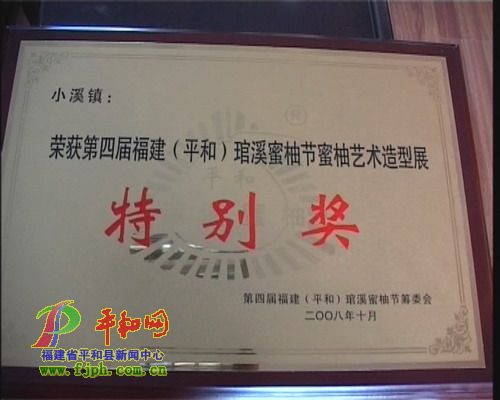 小溪镇：
®
荣获第四届福建（平和）琯溪蜜柚节蜜柚艺术造型展
平和
柚
特别奖
第四届福建（平和）琯溪蜜柚节筹委会
二〇〇八年十月
平和网
福建省平和县新闻中心
www.fjph.com.cn